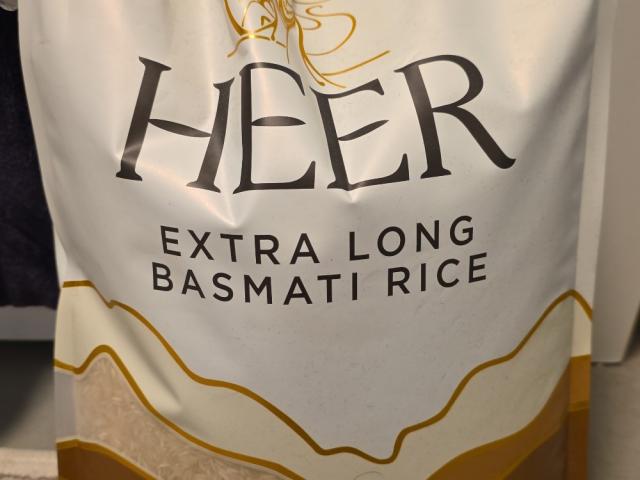 HEER
EXTRA LONG
BASMATI RICE